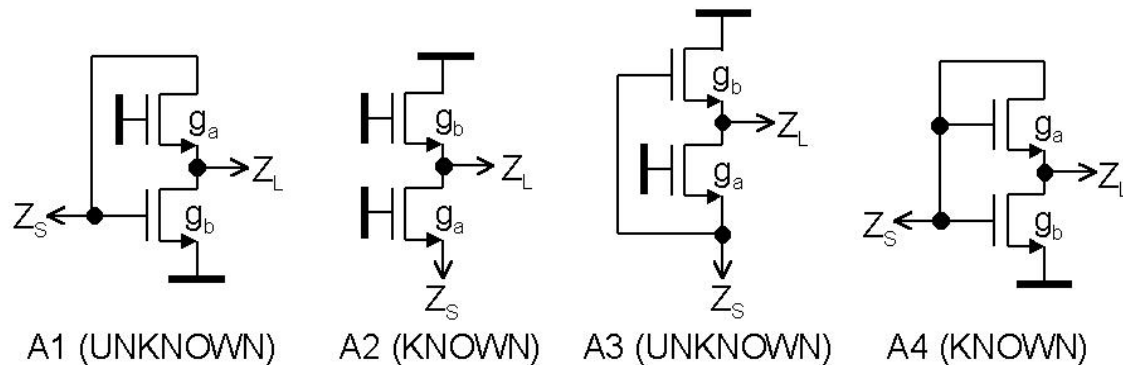 g_b
g_a
g_b
Z_L
Z_L
g_a
Z_L
g_a
Z_L
Z_S
g_b
g_a
Z_S
g_b
Z_S
Z_S
A1 (UNKNOWN)
A2 (KNOWN)
A3 (UNKNOWN)
A4 (KNOWN)